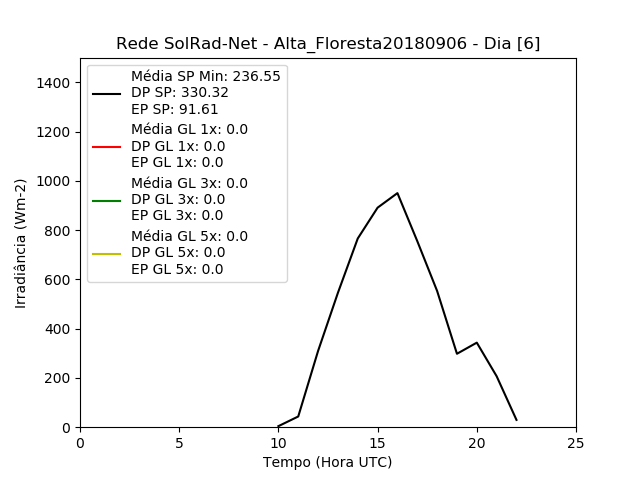 Rede SolRad-Net - Alta_Floresta20180906 - Dia [6]
Média SP Min: 236.55
DP SP: 330.32
EP SP: 91.61
Média GL 1x: 0.0
DP GL 1x: 0.0
EP GL 1x: 0.0
Média GL 3x: 0.0
DP GL 3x: 0.0
EP GL 3x: 0.0
Média GL 5x: 0.0
DP GL 5x: 0.0
EP GL 5x: 0.0
Irradiância (Wm-2)
1400
1200
1000
800
600
400
200
0
0 5 10 15 20 25
Tempo (Hora UTC)